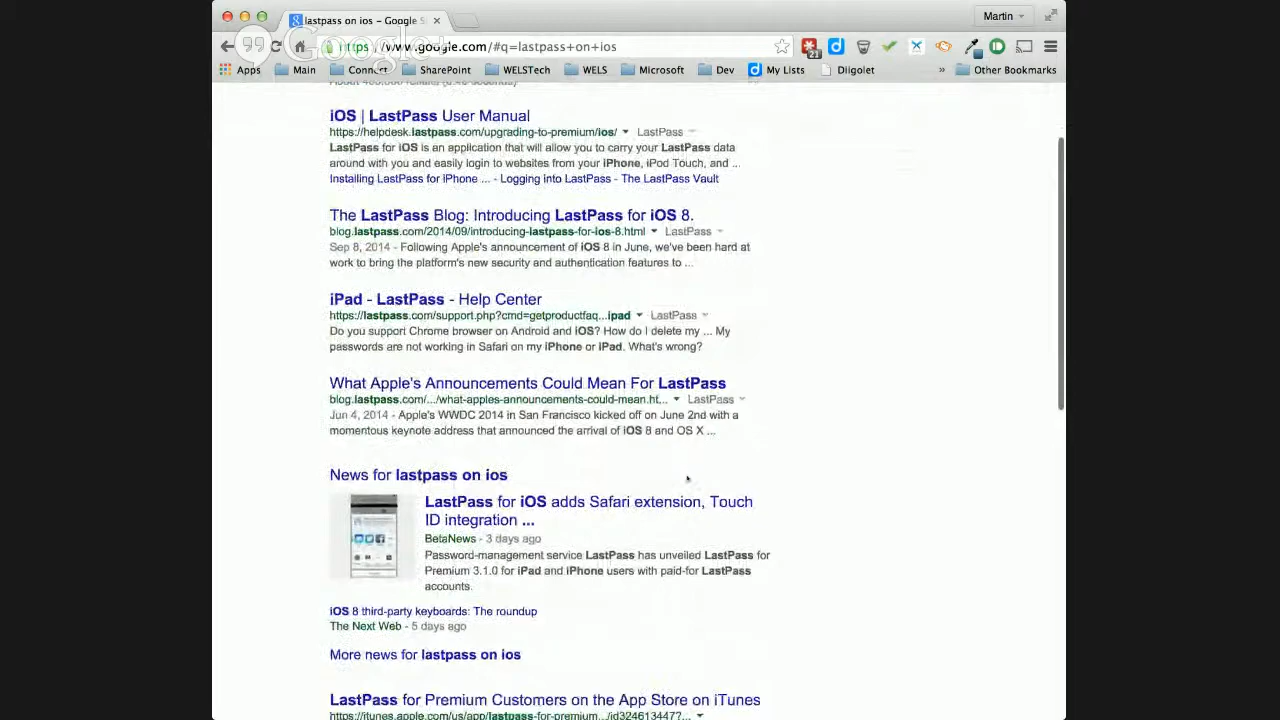 lastpass on ios - Google S
Martin
Google+
https://www.google.com/#q=lastpass+on+ios
21
Apps
Main
Connect
SharePoint
WELSTech
WELS
Microsoft
Dev
My Lists
Diigolet
»
Other Bookmarks
iOS | LastPass User Manual
https://helpdesk.lastpass.com/upgrading-to-premium/ios/ LastPass
LastPass for iOS is an application that will allow you to carry your LastPass data
around with you and easily login to websites from your iPhone, iPod Touch, and ...
Installing LastPass for iPhone ... - Logging into LastPass - The LastPass Vault
The LastPass Blog: Introducing LastPass for iOS 8.
blog.lastpass.com/2014/09/introducing-lastpass-for-ios-8.html LastPass
Sep 8, 2014 - Following Apple's announcement of iOS 8 in June, we've been hard at
work to bring the platform's new security and authentication features to ...
iPad - LastPass - Help Center
https://lastpass.com/support.php?cmd=getproductfaq...ipad LastPass
Do you support Chrome browser on Android and iOS? How do I delete my ... My
passwords are not working in Safari on my iPhone or iPad. What's wrong?
What Apple's Announcements Could Mean For LastPass
blog.lastpass.com/.../what-apples-announcements-could-mean.ht... LastPass
Jun 4, 2014 - Apple's WWDC 2014 in San Francisco kicked off on June 2nd with a
momentous keynote address that announced the arrival of iOS 8 and OS X ...
News for lastpass on ios
LastPass for iOS adds Safari extension, Touch
ID integration ...
BetaNews - 3 days ago
Password-management service LastPass has unveiled LastPass for
Premium 3.1.0 for iPad and iPhone users with paid-for LastPass
accounts.
iOS 8 third-party keyboards: The roundup
The Next Web - 5 days ago
More news for lastpass on ios
LastPass for Premium Customers on the App Store on iTunes
https://itunes.apple.com/us/app/lastpass-for-premium.../id324613447?...